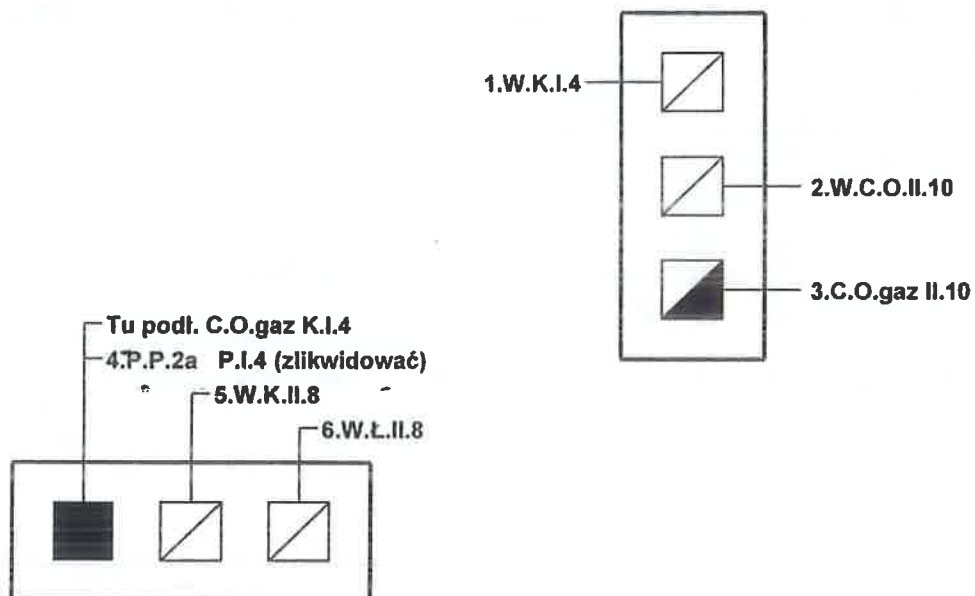 1.W.K.I.4
2.W.C.O.II.10
3.C.O.gaz II.10
Tu podł. C.O.gaz K.I.4
4.P.P.2a P.I.4 (zlikwidować)
5.W.K.II.8
6.W.Ł.II.8